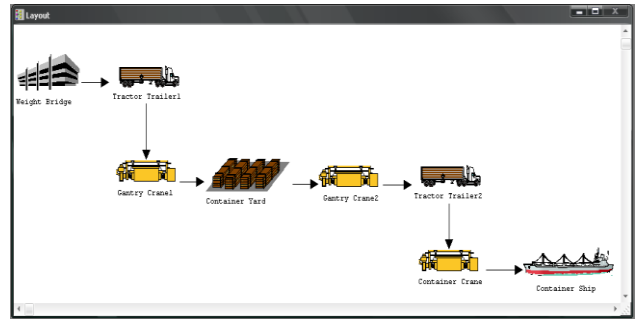 Layout
Weight Bridge
Tractor Trailer1
Gantry Crane1
Container Yard
Gantry Crane2
Tractor Trailer2
Container Crane
Container Ship